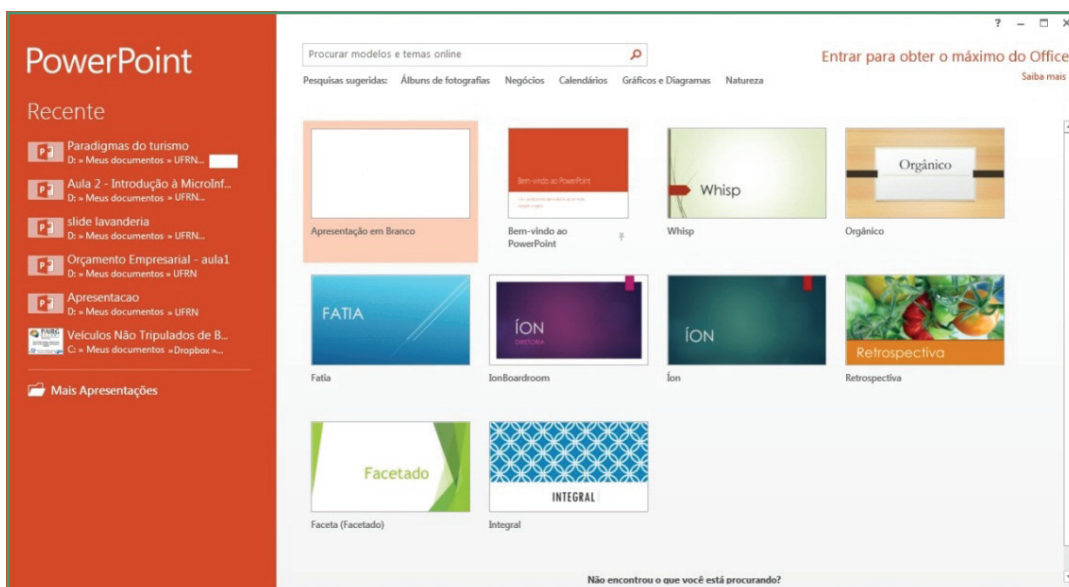 PowerPoint
Recente
Paradigmas do turismo
D: » Meus documentos » UFRN...
Aula 2 - Introdução à MicroInf...
D: » Meus documentos » UFRN...
slide lavanderia
D: » Meus documentos » UFRN...
Orçamento Empresarial - aula1
D: » Meus documentos » UFRN
Apresentacao
D: » Meus documentos » UFRN
Veículos Não Tripulados de B...
C: » Meus documentos »Dropbox »...
Mais Apresentações
?
Procurar modelos e temas online
Entrar para obter o máximo do Office
Saiba mais
Pesquisas sugeridas: Álbuns de fotografias Negócios Calendários Gráficos e Diagramas Natureza
Apresentação em Branco
Bem-vindo ao PowerPoint
Bem-vindo ao
PowerPoint
Whisp
Whisp
Orgânico
Orgânico
FATIA
Fatia
ÍON
DIRETORIA
IonBoardroom
ÍON
Íon
Retrospectiva
Retrospectiva
Facetado
Faceta (Facetado)
INTEGRAL
Integral
Não encontrou o que você está procurando?